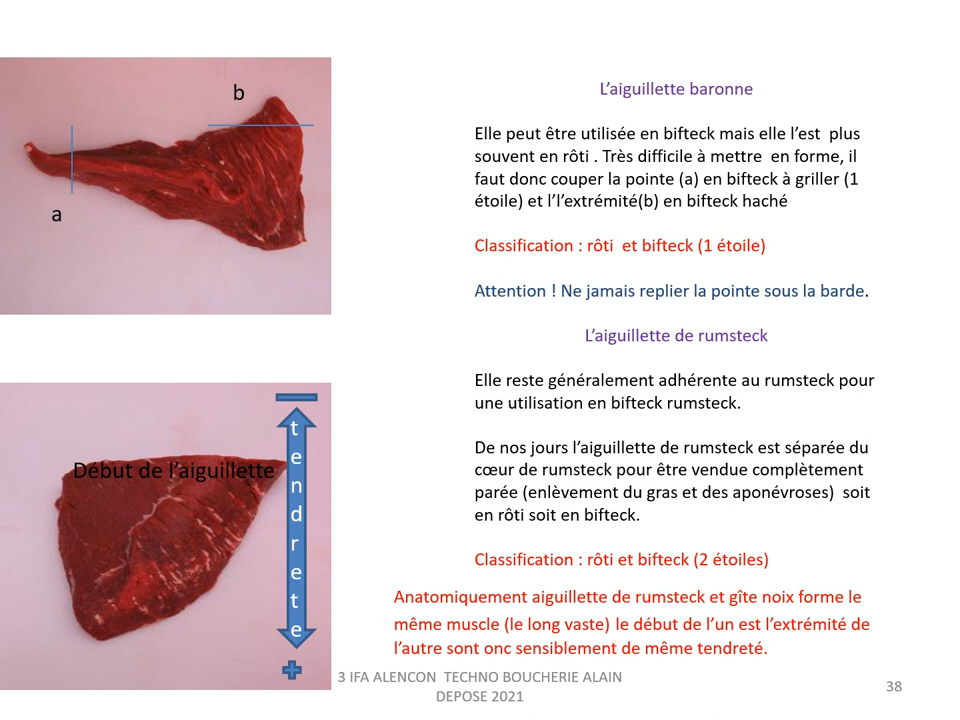 b
a
L’aiguillette baronne
Elle peut être utilisée en bifteck mais elle l’est plus
souvent en rôti . Très difficile à mettre en forme, il
faut donc couper la pointe (a) en bifteck à griller (1
étoile) et l’l’extrémité(b) en bifteck haché
Classification : rôti et bifteck (1 étoile)
Attention ! Ne jamais replier la pointe sous la barde.
L’aiguillette de rumsteck
Elle reste généralement adhérente au rumsteck pour
une utilisation en bifteck rumsteck.
De nos jours l’aiguillette de rumsteck est séparée du
cœur de rumsteck pour être vendue complètement
parée (enlèvement du gras et des aponévroses) soit
en rôti soit en bifteck.
Classification : rôti et bifteck (2 étoiles)
Début de l’aiguillette
t
e
n
d
r
e
t
e
Anatomiquement aiguillette de rumsteck et gîte noix forme le
même muscle (le long vaste) le début de l’un est l’extrémité de
l’autre sont onc sensiblement de même tendreté.
3 IFA ALENCON TECHNO BOUCHERIE ALAIN
DEPOSE 2021
38